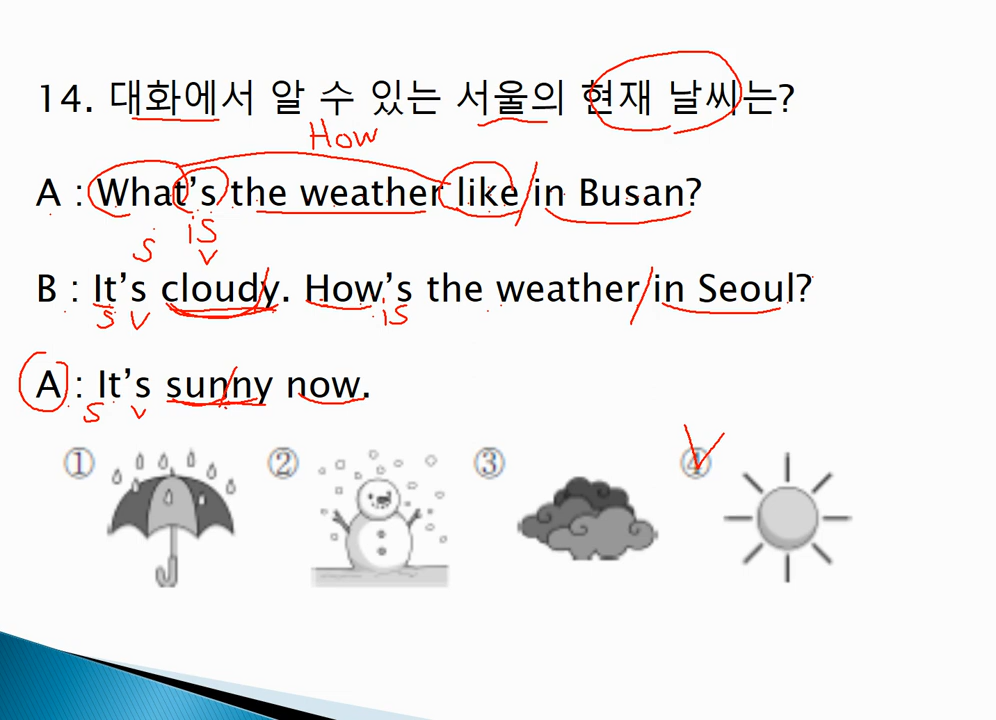 14. 대화에서 알 수 있는 서울의 현재 날씨는?
How
A : What's the weather like in Busan?
is
S v
B : It's cloudy. How's the weather in Seoul?
S v is
A : It's sunny now.
S v
① ② ③ ④